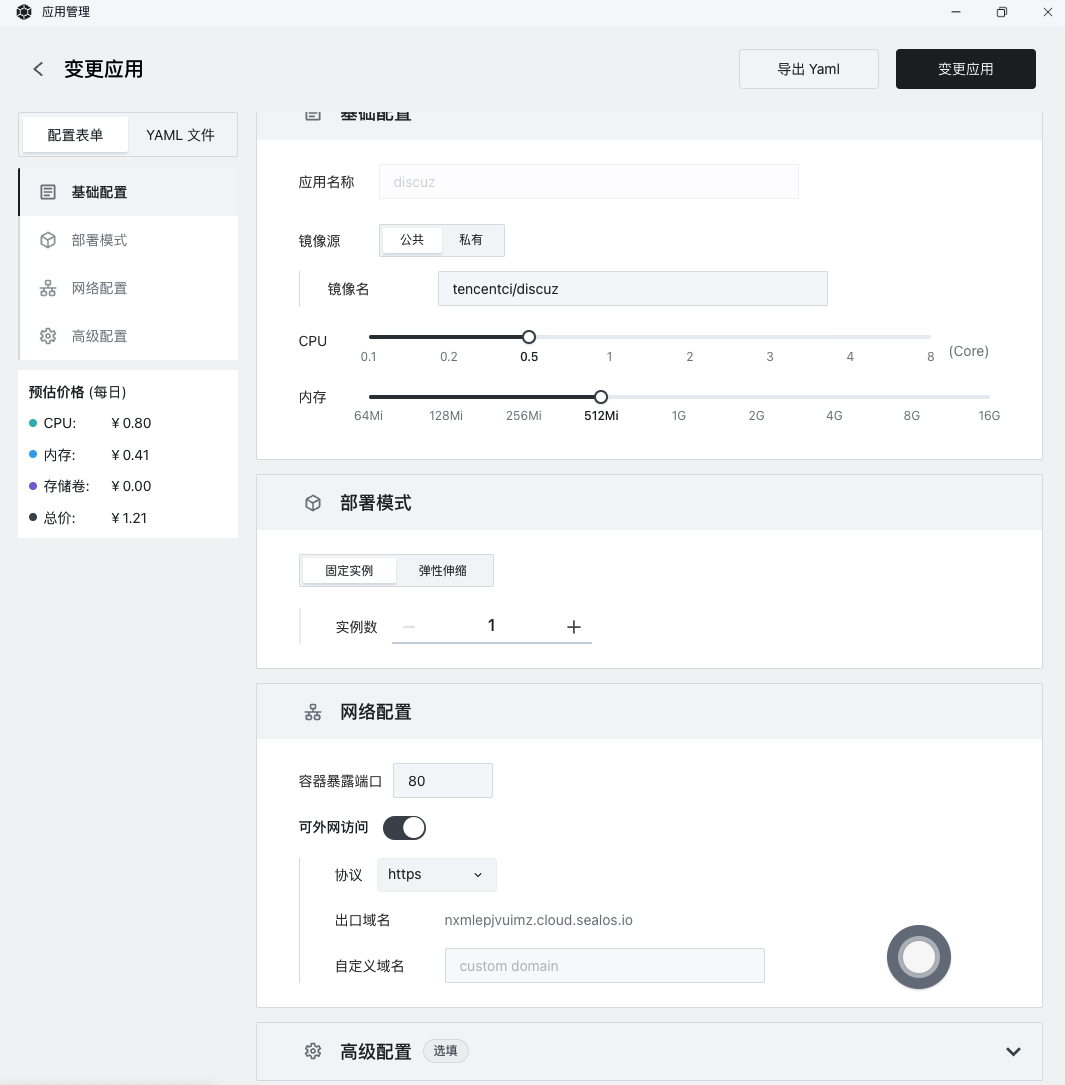 应用管理
变更应用
导出 Yaml
变更应用
配置表单
YAML 文件
基础配置
部署模式
网络配置
高级配置
预估价格 (每日)
CPU: ￥0.80
内存: ￥0.41
存储卷: ￥0.00
总价: ￥1.21
基础配置
应用名称 discuz
镜像源 公共 私有
镜像名 tencentci/discuz
CPU
0.1 0.2 0.5 1 2 3 4 8 (Core)
内存
64Mi 128Mi 256Mi 512Mi 1G 2G 4G 8G 16G
部署模式
固定实例 弹性伸缩
实例数 − 1 +
网络配置
容器暴露端口 80
可外网访问
协议 https
出口域名 nxmlepjvuimz.cloud.sealos.io
自定义域名 custom domain
高级配置 选填